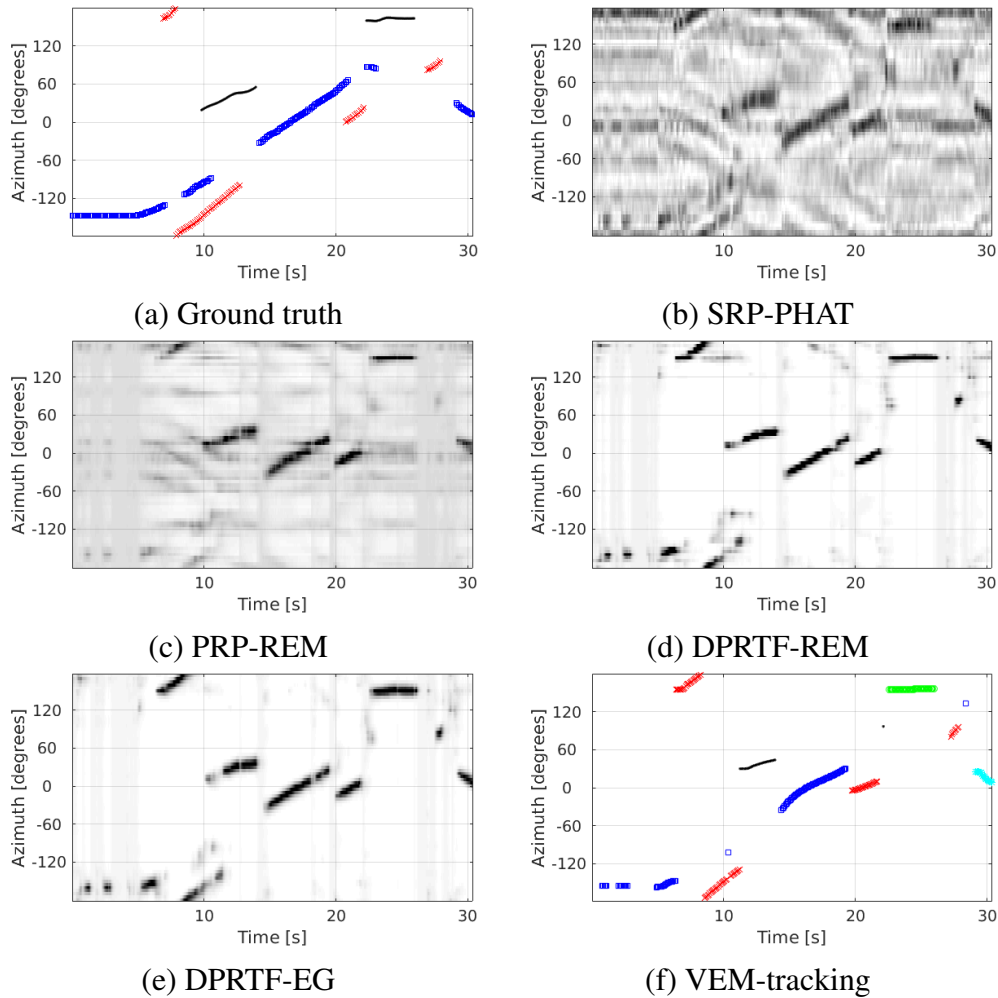 Azimuth [degrees]
120
60
0
-60
-120
10
20
30
Time [s]
(a) Ground truth
Azimuth [degrees]
120
60
0
-60
-120
10
20
30
Time [s]
(b) SRP-PHAT
Azimuth [degrees]
120
60
0
-60
-120
10
20
30
Time [s]
(c) PRP-REM
Azimuth [degrees]
120
60
0
-60
-120
10
20
30
Time [s]
(d) DPRTF-REM
Azimuth [degrees]
120
60
0
-60
-120
10
20
30
Time [s]
(e) DPRTF-EG
Azimuth [degrees]
120
60
0
-60
-120
10
20
30
Time [s]
(f) VEM-tracking